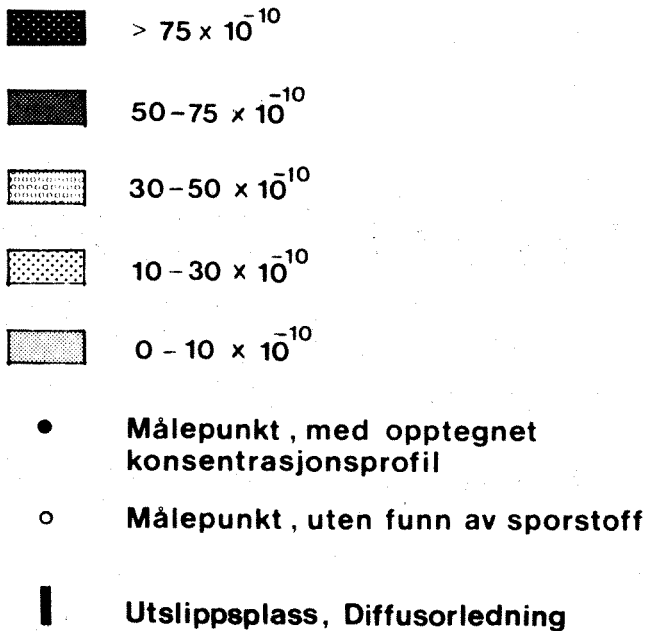 > 75 x 10⁻¹⁰
50-75 x 10⁻¹⁰
30-50 x 10⁻¹⁰
10-30 x 10⁻¹⁰
0-10 x 10⁻¹⁰
Målepunkt, med opptegnet
konsentrasjonsprofil
Målepunkt, uten funn av sporstoff
Utslippsplass, Diffusorledning